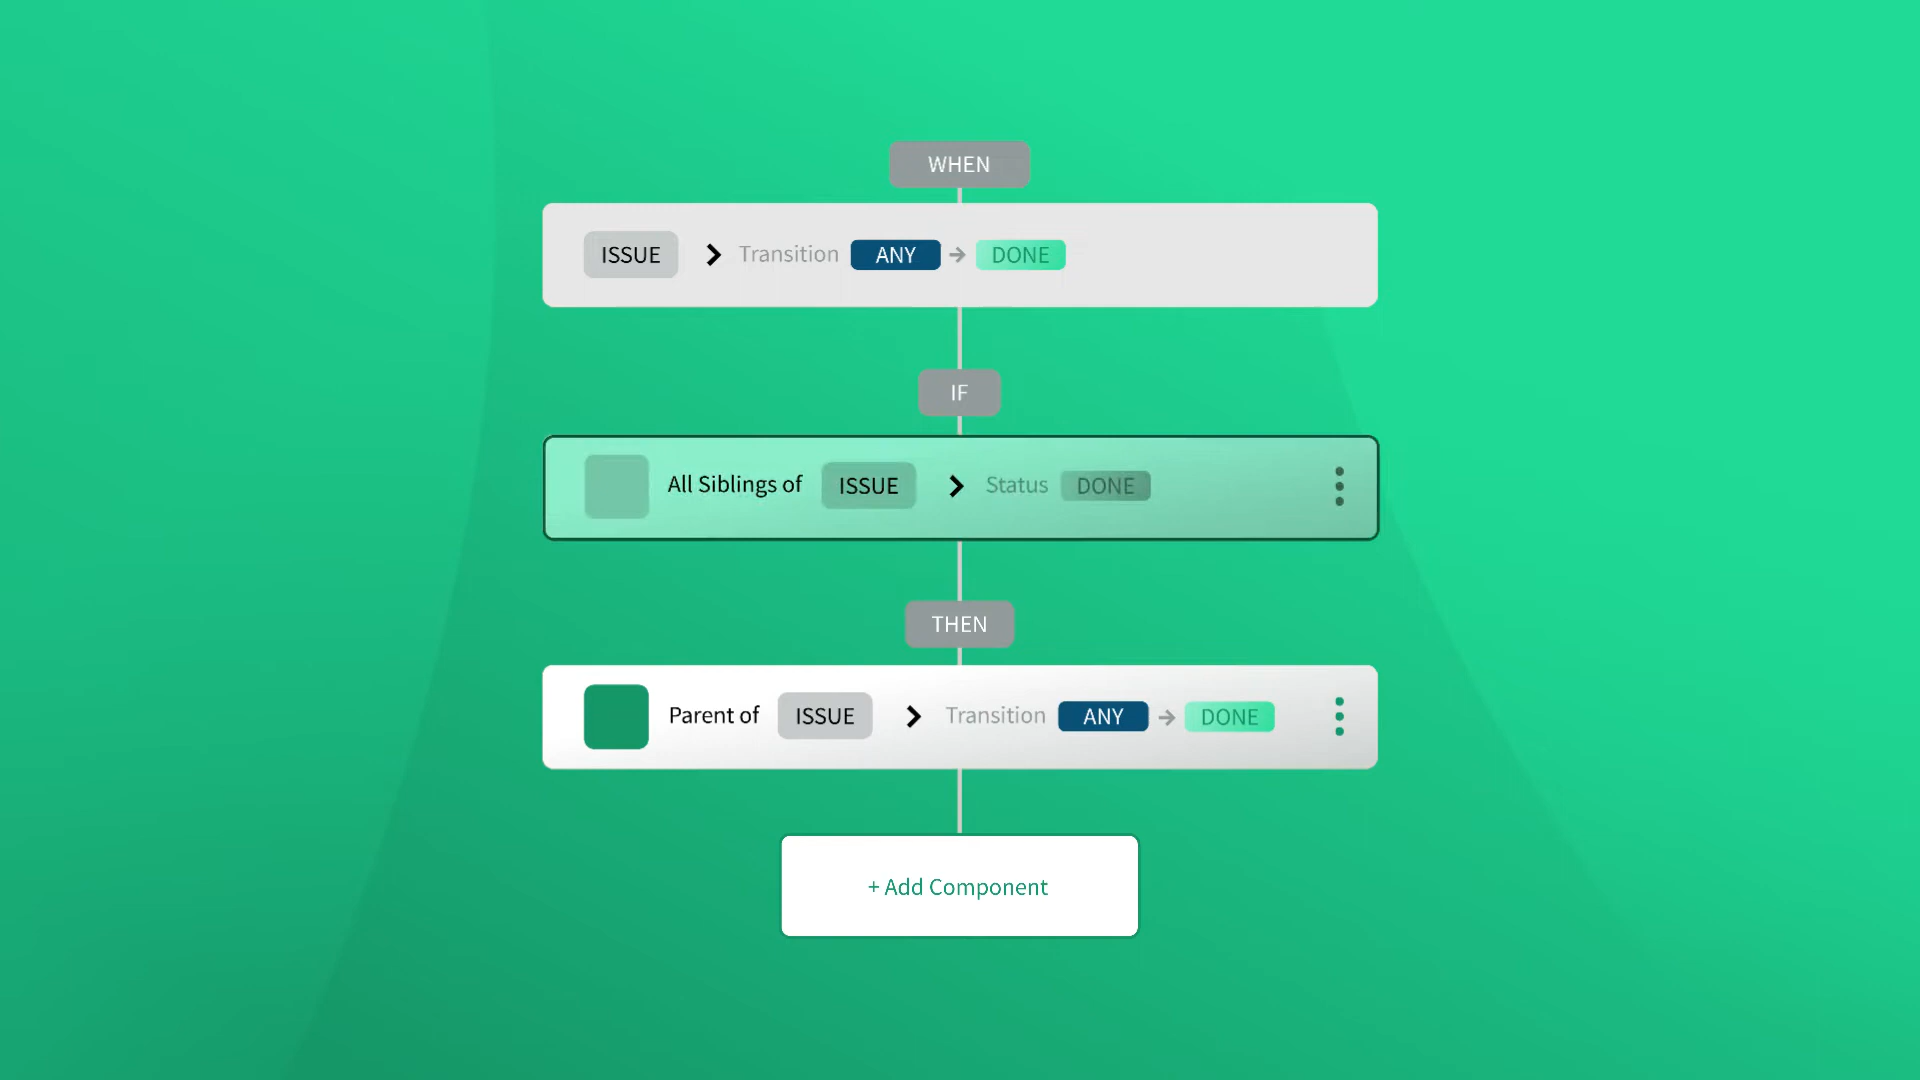 WHEN
ISSUE Transition ANY DONE
IF
All Siblings of ISSUE Status DONE
THEN
Parent of ISSUE Transition ANY DONE
+ Add Component